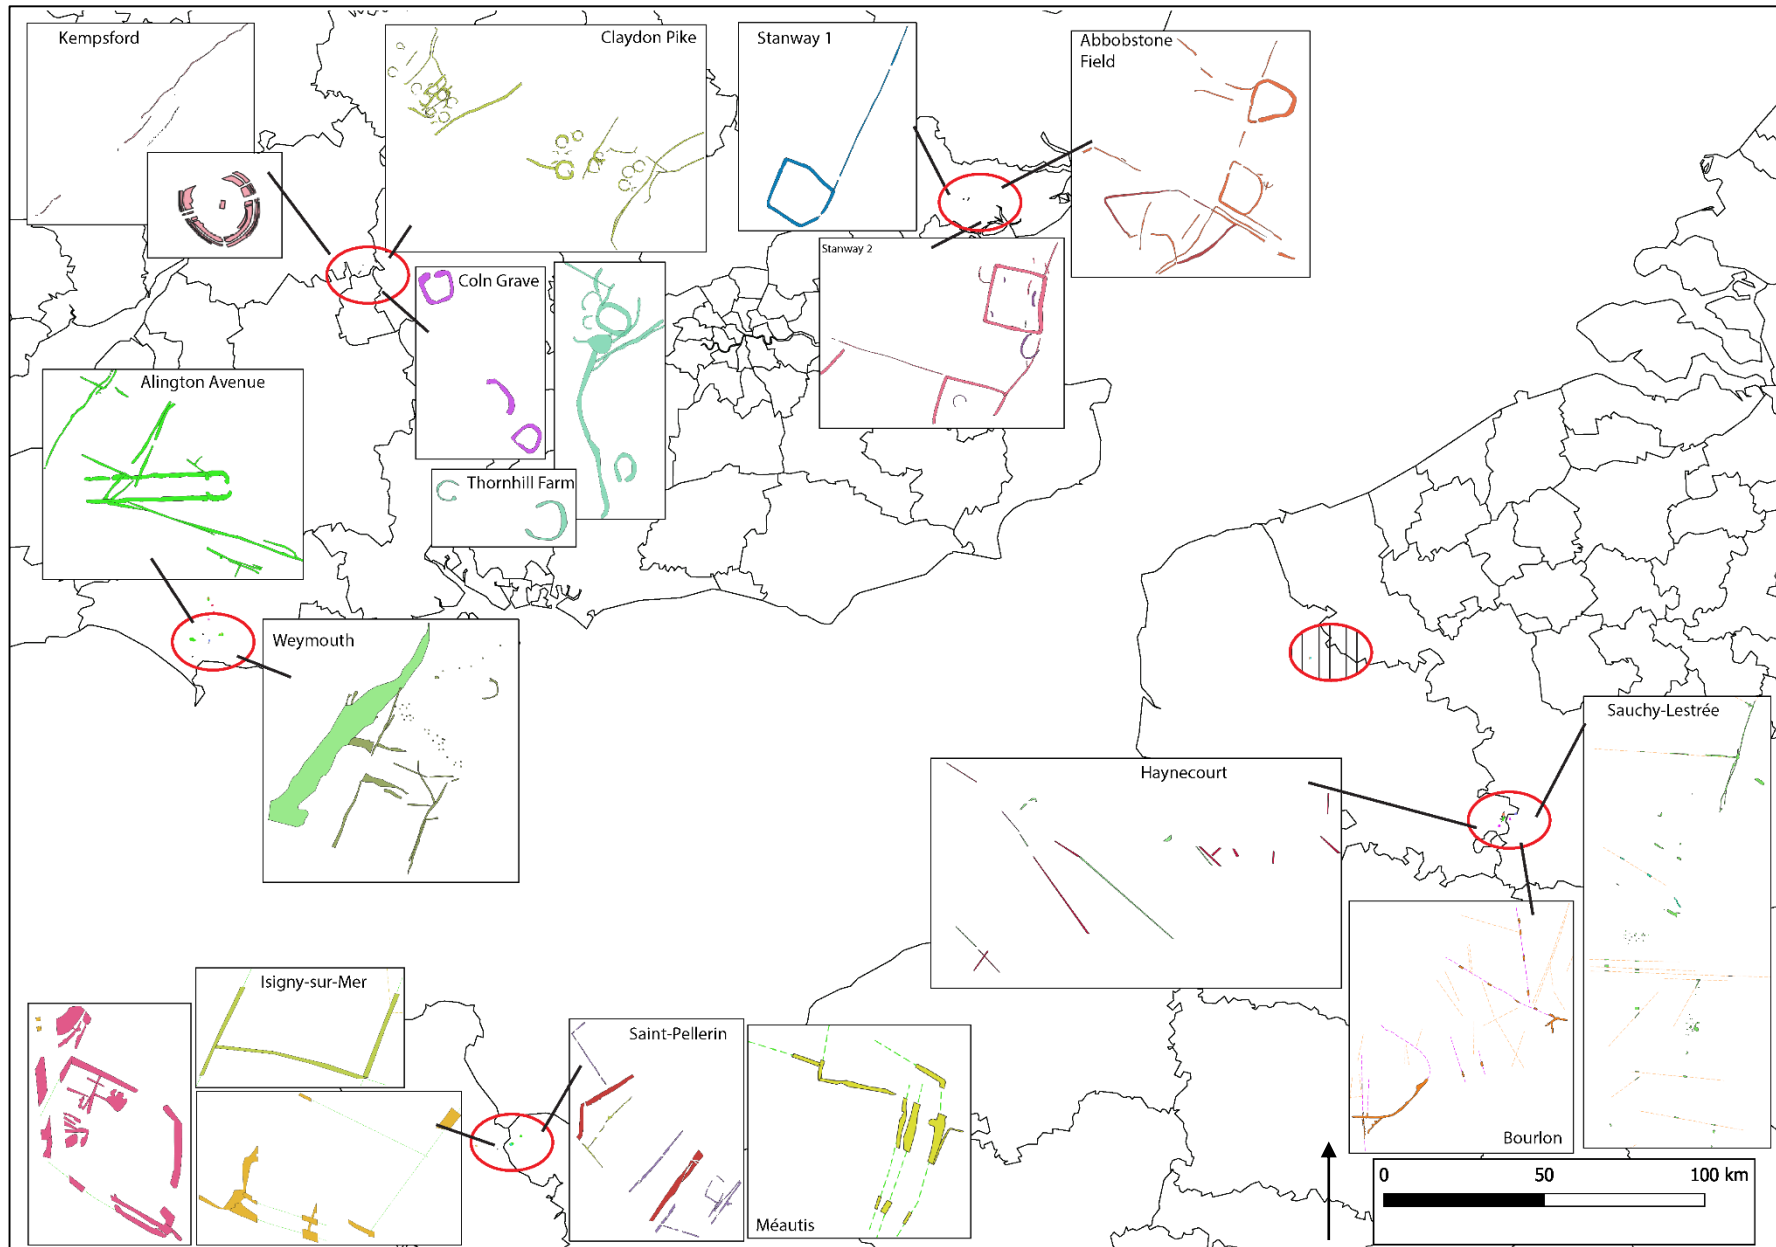 Kempsford
Claydon Pike
Stanway 1
Abbobstone
Field
Stanway 2
Coln Grave
Alington Avenue
Thornhill Farm
Weymouth
Sauchy-Lestrée
Haynecourt
Isigny-sur-Mer
Saint-Pellerin
Méautis
Bourlon
0 50 100 km